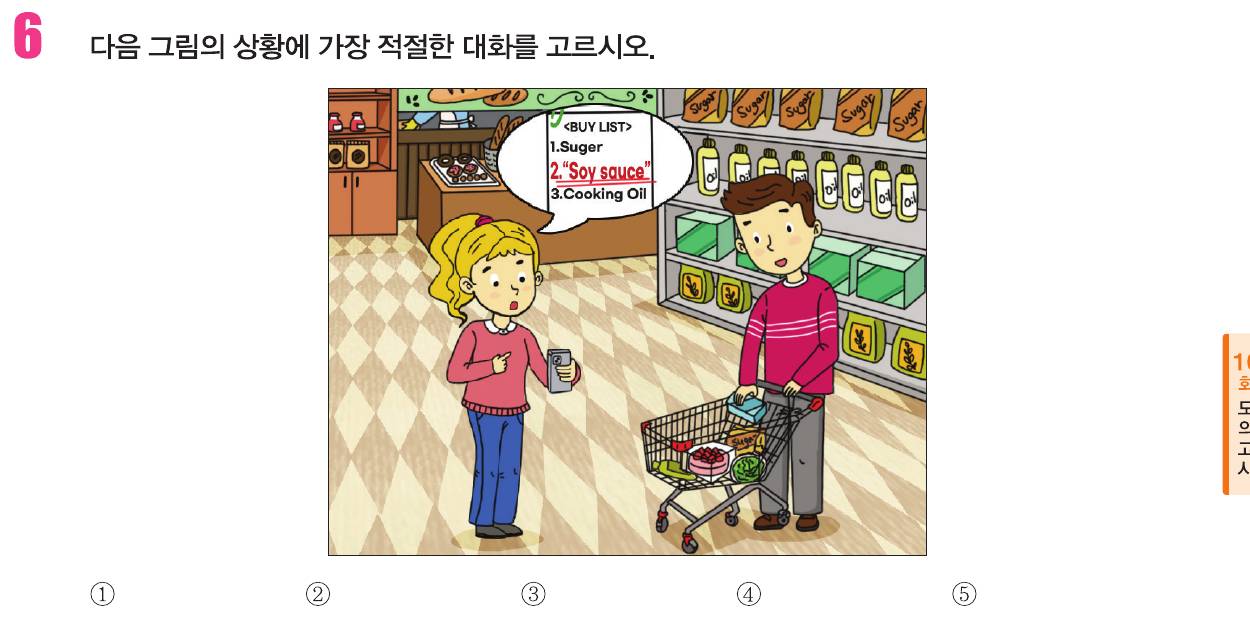 6 다음 그림의 상황에 가장 적절한 대화를 고르시오.
<BUY LIST>
1.Suger
2.“Soy sauce”
3.Cooking Oil
Sugar Sugar Sugar Sugar Sugar
Oil Oil Oil Oil Oil
Sugar
① ② ③ ④ ⑤